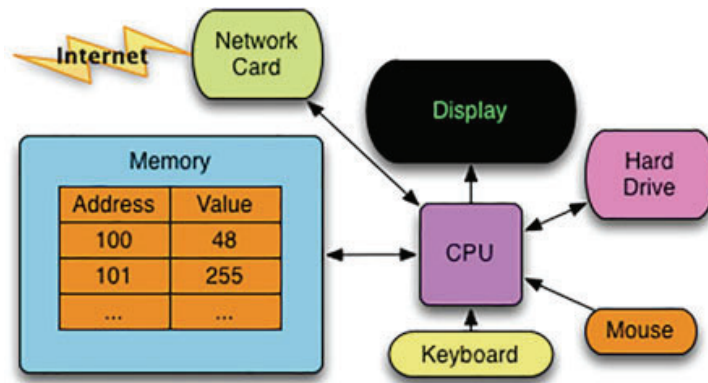 Internet
Network
Card
Display
Hard
Drive
Memory
Address Value
100 48
101 255
... ...
CPU
Mouse
Keyboard